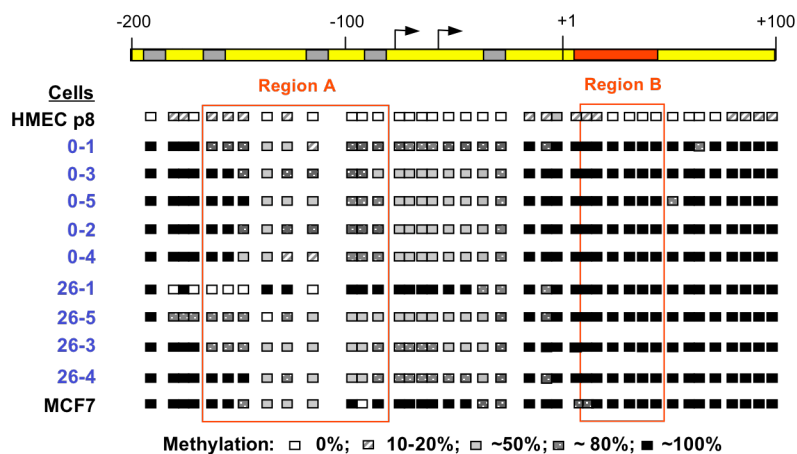 -200 -100 +1 +100
Region A Region B
Cells
HMEC p8
0-1
0-3
0-5
0-2
0-4
26-1
26-5
26-3
26-4
MCF7
Methylation: 0%; 10-20%; ~50%; ~ 80%; ~100%